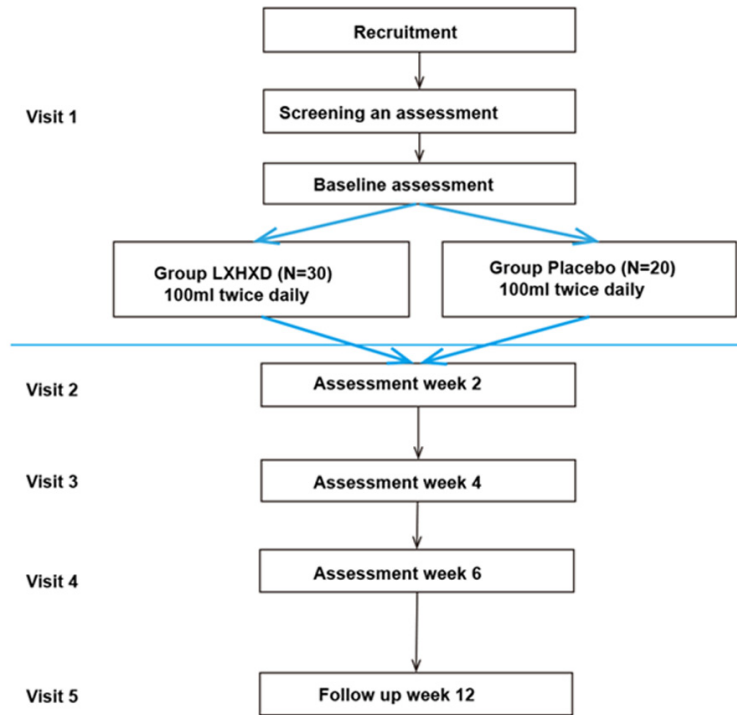 Recruitment
Visit 1
Screening an assessment
Baseline assessment
Group LXHXD (N=30)
100ml twice daily
Group Placebo (N=20)
100ml twice daily
Visit 2
Assessment week 2
Visit 3
Assessment week 4
Visit 4
Assessment week 6
Visit 5
Follow up week 12